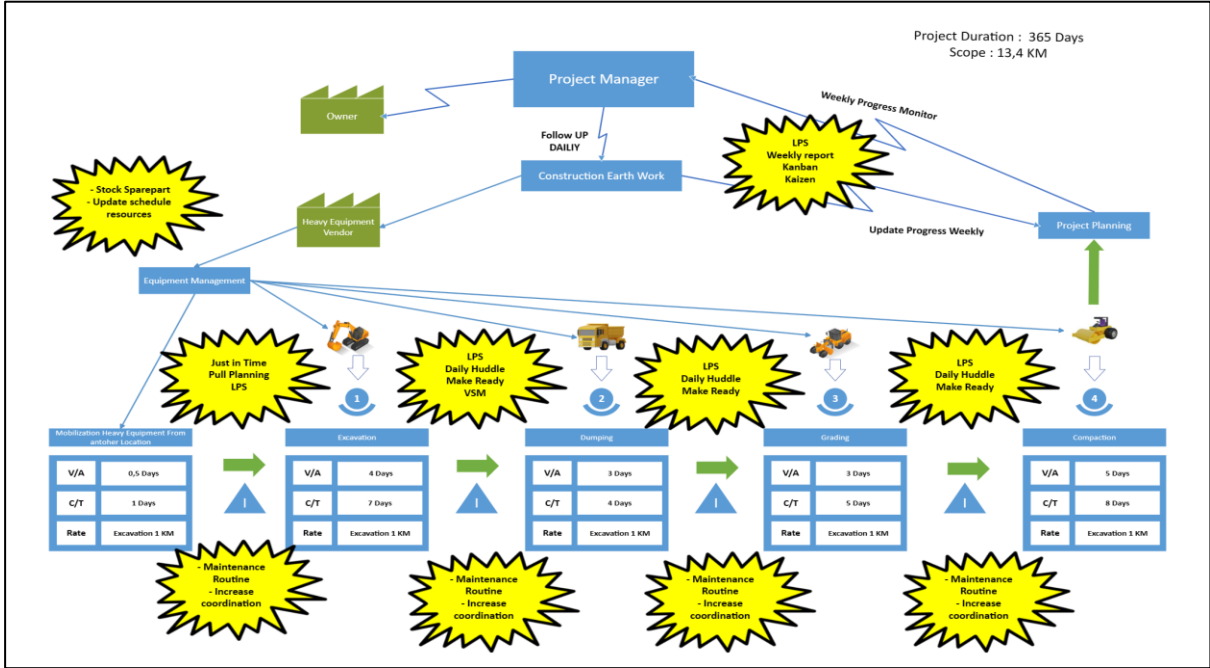 Project Duration : 365 Days
Scope : 13,4 KM
Project Manager
Owner
Follow UP
DAILIY
Weekly Progress Monitor
LPS
Weekly report
Kanban
Kaizen
Construction Earth Work
- Stock Sparepart
- Update schedule
resources
Heavy Equipment
Vendor
Update Progress Weekly
Project Planning
Equipment Management
Just in Time
Pull Planning
LPS
LPS
Daily Huddle
Make Ready
VSM
LPS
Daily Huddle
Make Ready
LPS
Daily Huddle
Make Ready
1
2
3
4
Mobilization Heavy Equipment From
antoher Location
V/A 0,5 Days
C/T 1 Days
Rate Excavation 1 KM
I
Excavation
V/A 4 Days
C/T 7 Days
Rate Excavation 1 KM
I
Dumping
V/A 3 Days
C/T 4 Days
Rate Excavation 1 KM
I
Grading
V/A 3 Days
C/T 5 Days
Rate Excavation 1 KM
I
Compaction
V/A 5 Days
C/T 8 Days
Rate Excavation 1 KM
- Maintenance
Routine
- Increase
coordination
- Maintenance
Routine
- Increase
coordination
- Maintenance
Routine
- Increase
coordination
- Maintenance
Routine
- Increase
coordination